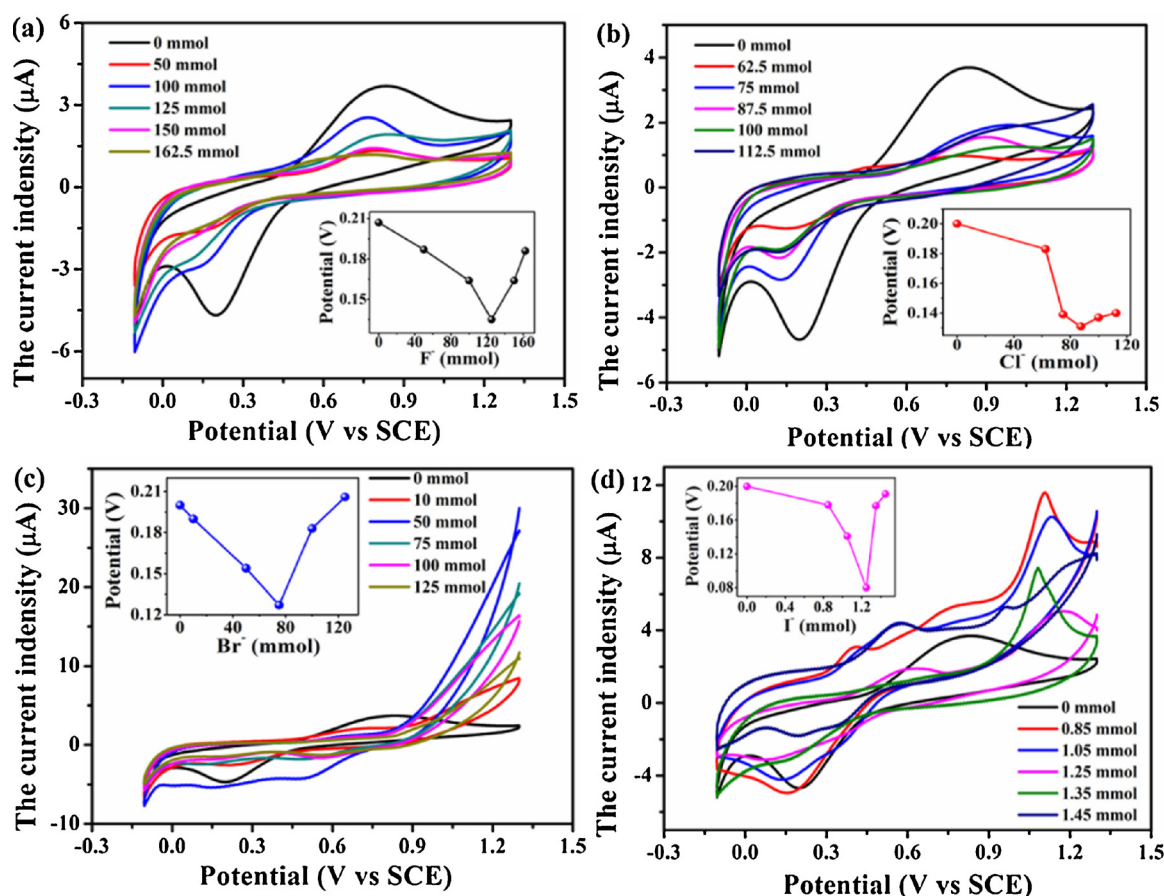 (a)
The current indensity (μA)
6
3
0
-3
-6
0 mmol
50 mmol
100 mmol
125 mmol
150 mmol
162.5 mmol
Potential (V)
0.21
0.18
0.15
0 40 80 120 160
F⁻ (mmol)
-0.3 0.0 0.3 0.6 0.9 1.2 1.5
Potential (V vs SCE)
(b)
The current indensity (μA)
4
2
0
-2
-4
-6
0 mmol
62.5 mmol
75 mmol
87.5 mmol
100 mmol
112.5 mmol
Potential (V)
0.20
0.18
0.16
0.14
0 40 80 120
Cl⁻ (mmol)
-0.3 0.0 0.3 0.6 0.9 1.2 1.5
Potential (V vs SCE)
(c)
The current indensity (μA)
30
20
10
0
-10
Potential (V)
0.21
0.18
0.15
0.12
0 40 80 120
Br⁻ (mmol)
0 mmol
10 mmol
50 mmol
75 mmol
100 mmol
125 mmol
-0.3 0.0 0.3 0.6 0.9 1.2 1.5
Potential (V vs SCE)
(d)
The current indensity (μA)
12
8
4
0
-4
-8
Potential (V)
0.20
0.16
0.12
0.08
0.0 0.4 0.8 1.2
I⁻ (mmol)
0 mmol
0.85 mmol
1.05 mmol
1.25 mmol
1.35 mmol
1.45 mmol
-0.3 0.0 0.3 0.6 0.9 1.2 1.5
Potential (V vs SCE)